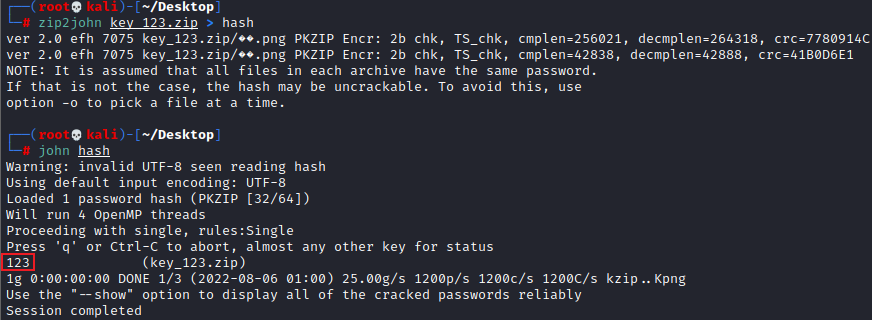 ┌──(root💀kali)-[~/Desktop]
└─# zip2john key_123.zip > hash
ver 2.0 efh 7075 key_123.zip/��.png PKZIP Encr: 2b chk, TS_chk, cmplen=256021, decmplen=264318, crc=7780914C
ver 2.0 efh 7075 key_123.zip/��.png PKZIP Encr: 2b chk, TS_chk, cmplen=42838, decmplen=42888, crc=41B0D6E1
NOTE: It is assumed that all files in each archive have the same password.
If that is not the case, the hash may be uncrackable. To avoid this, use
option -o to pick a file at a time.
┌──(root💀kali)-[~/Desktop]
└─# john hash
Warning: invalid UTF-8 seen reading hash
Using default input encoding: UTF-8
Loaded 1 password hash (PKZIP [32/64])
Will run 4 OpenMP threads
Proceeding with single, rules:Single
Press 'q' or Ctrl-C to abort, almost any other key for status
123              (key_123.zip)
1g 0:00:00:00 DONE 1/3 (2022-08-06 01:00) 25.00g/s 1200p/s 1200c/s 1200C/s kzip..Kpng
Use the "--show" option to display all of the cracked passwords reliably
Session completed